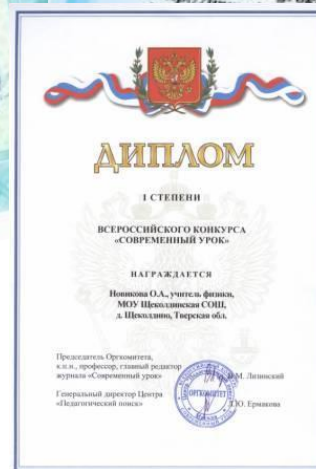 ДИПЛОМ
I СТЕПЕНИ
ВСЕРОССИЙСКОГО КОНКУРСА
«СОВРЕМЕННЫЙ УРОК»
НАГРАЖДАЕТСЯ
Новикова О.А., учитель физики,
МОУ Щеколдинская СОШ,
д. Щеколдино, Тверская обл.
Председатель Оргкомитета,
к.п.н., профессор, главный редактор
журнала «Современный урок»
В.М. Лизинский
Генеральный директор Центра
«Педагогический поиск»
Ю. Ермакова
ОРГКОМИТЕТ